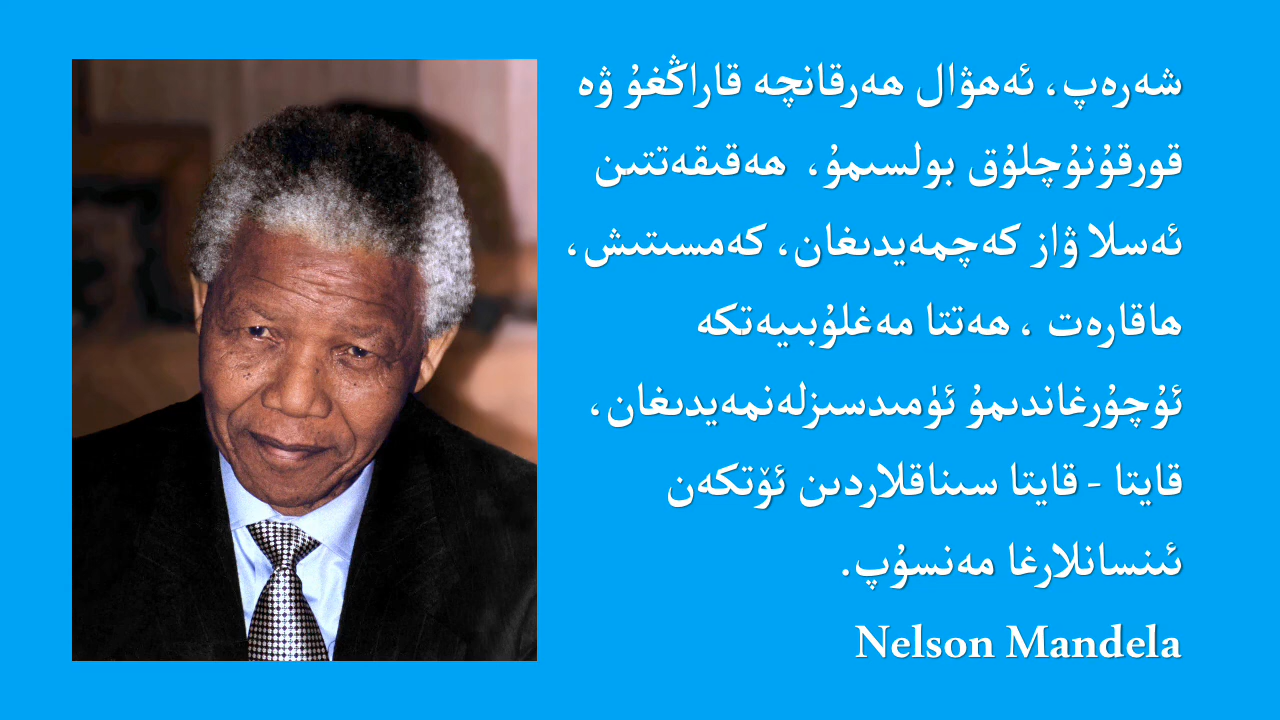 شەرەپ، ئەھۋال ھەرقانچە قاراڭغۇ ۋە
قورقۇنۇچلۇق بولسىمۇ، ھەقىقەتتىن
ئەسلا ۋاز كەچمەيدىغان، كەمسىتىش،
ھاقارەت ، ھەتتا مەغلۇبىيەتكە
ئۇچۇرغاندىمۇ ئۈمىدسىزلەنمەيدىغان،
قايتا - قايتا سىناقلاردىن ئۆتكەن
ئىنسانلارغا مەنسۇپ.
Nelson Mandela